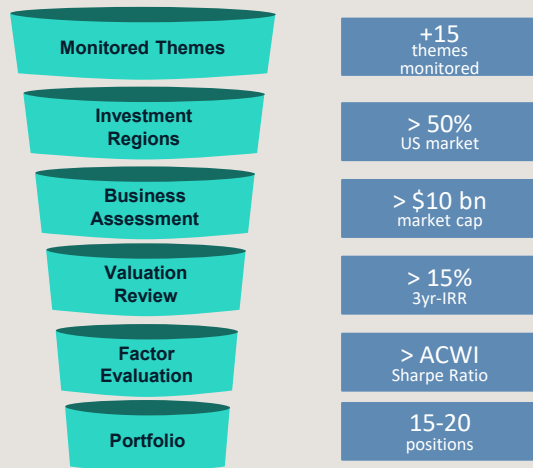 Monitored Themes
+15
themes
monitored
Investment
Regions
> 50%
US market
Business
Assessment
> $10 bn
market cap
Valuation
Review
> 15%
3yr-IRR
Factor
Evaluation
> ACWI
Sharpe Ratio
Portfolio
15-20
positions